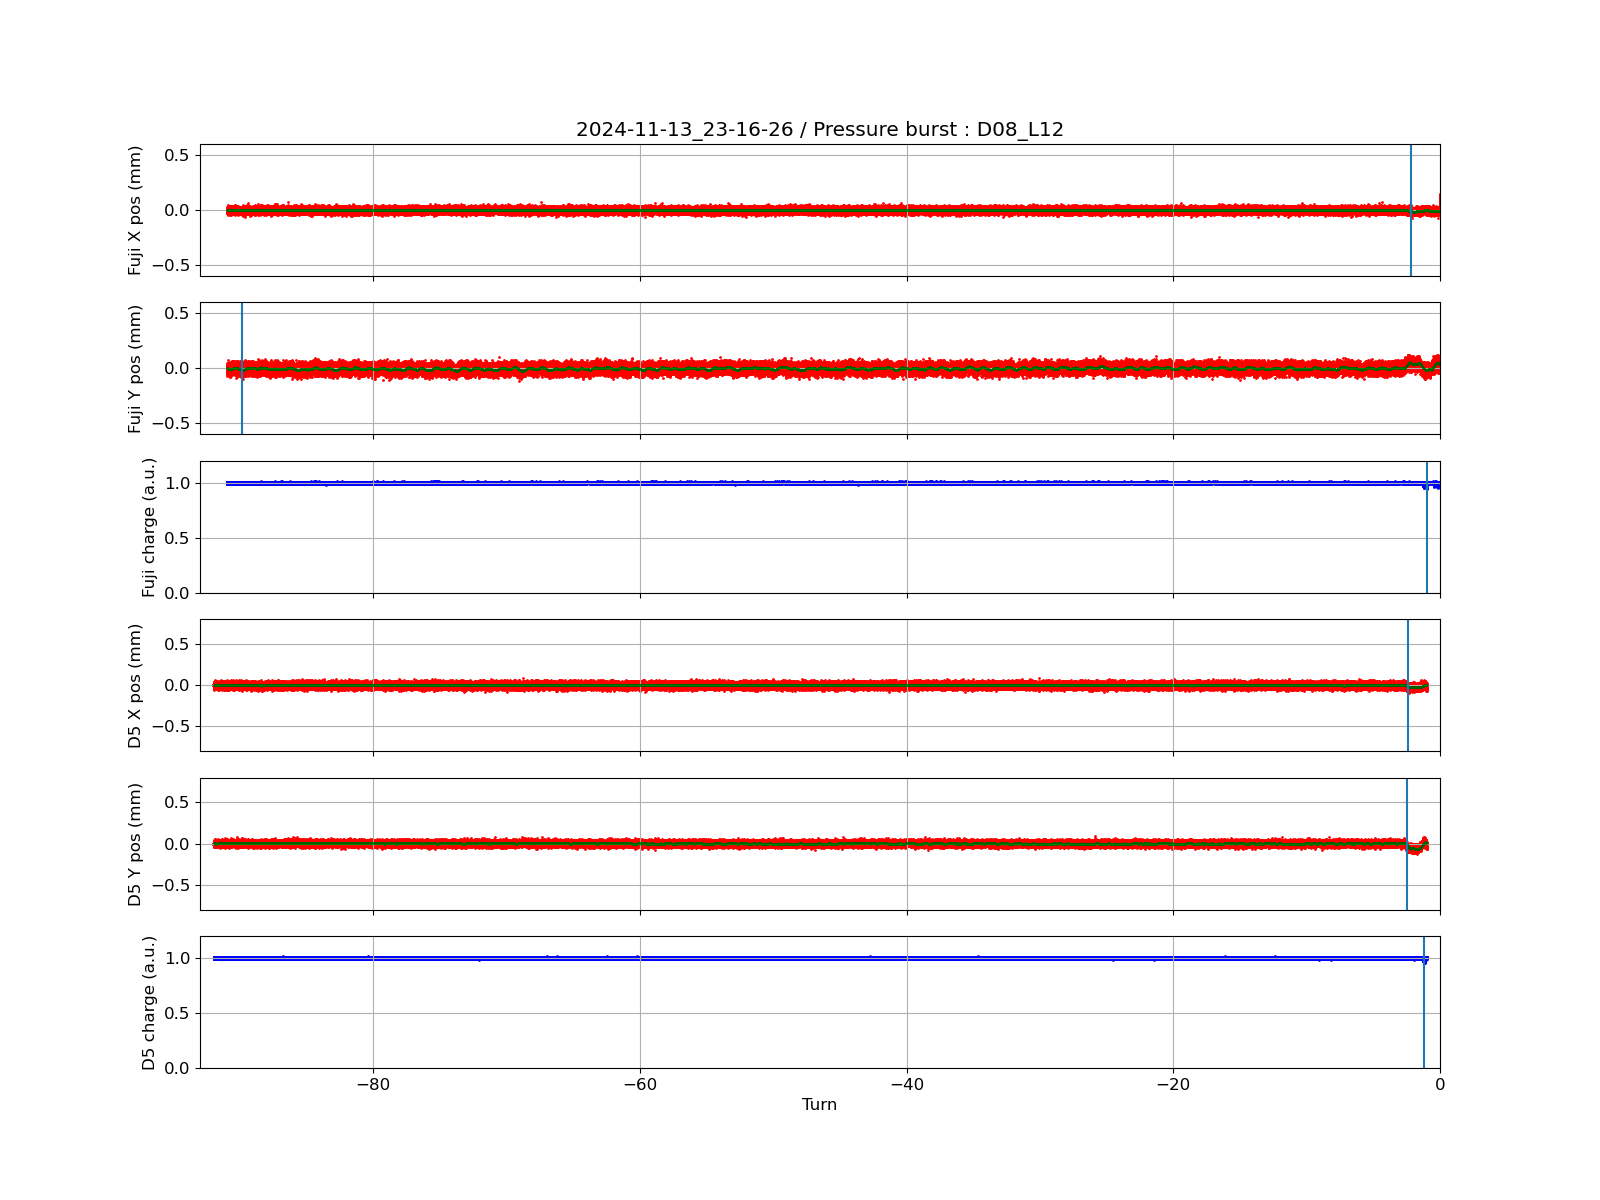 2024-11-13_23-16-26 / Pressure burst : D08_L12
Fuji X pos (mm)
0.5
0.0
−0.5
Fuji Y pos (mm)
0.5
0.0
−0.5
Fuji charge (a.u.)
1.0
0.5
0.0
D5 X pos (mm)
0.5
0.0
−0.5
D5 Y pos (mm)
0.5
0.0
−0.5
D5 charge (a.u.)
1.0
0.5
0.0
−80 −60 −40 −20 0
Turn